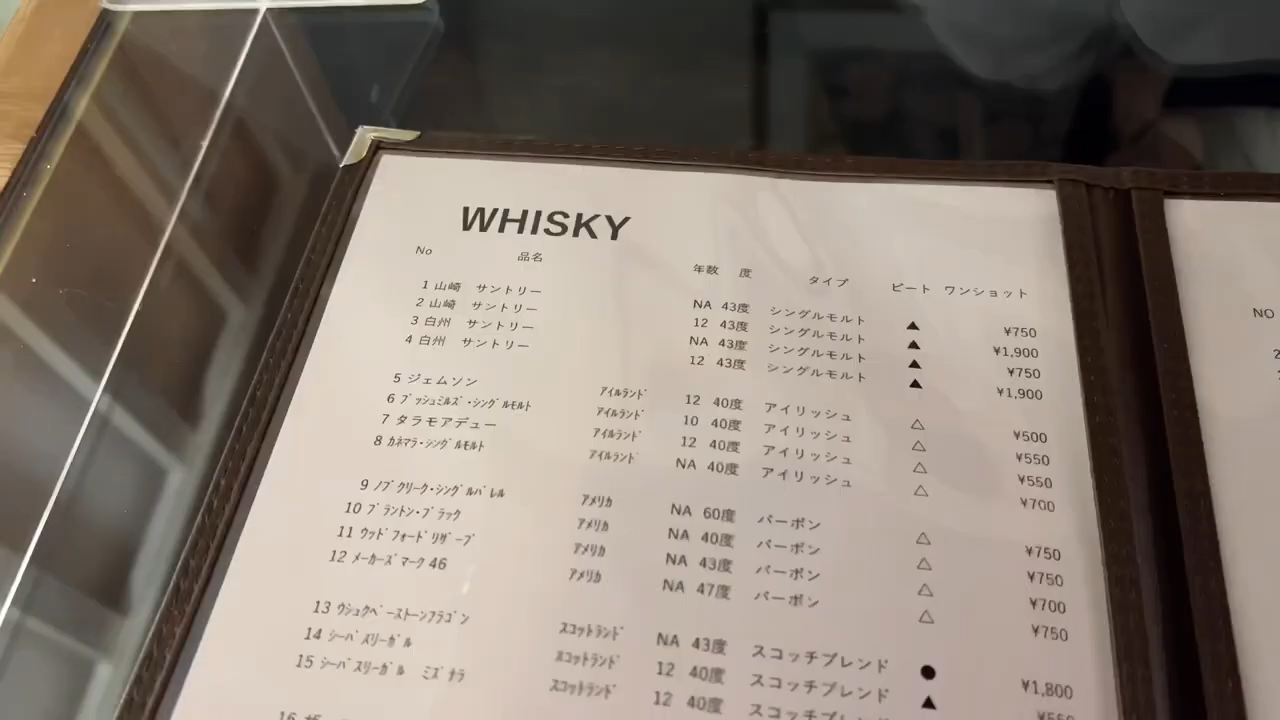 WHISKY
No 品名 年数 度 タイプ ピート ワンショット
1 山崎 サントリー NA 43度 シングルモルト ▲ ¥750
2 山崎 サントリー 12 43度 シングルモルト ▲ ¥1,900
3 白州 サントリー NA 43度 シングルモルト ▲ ¥750
4 白州 サントリー 12 43度 シングルモルト ▲ ¥1,900
5 ジェムソン ｱｲﾙﾗﾝﾄﾞ 12 40度 アイリッシュ △ ¥500
6 ﾌﾞｯｼｭﾐﾙｽﾞ･ｼﾝｸﾞﾙﾓﾙﾄ ｱｲﾙﾗﾝﾄﾞ 10 40度 アイリッシュ △ ¥550
7 タラモアデュー ｱｲﾙﾗﾝﾄﾞ 12 40度 アイリッシュ △ ¥550
8 ｶﾈﾏﾗ･ｼﾝｸﾞﾙﾓﾙﾄ ｱｲﾙﾗﾝﾄﾞ NA 40度 アイリッシュ △ ¥700
9 ﾉﾌﾞｸﾘｰｸ･ｼﾝｸﾞﾙﾊﾞﾚﾙ ｱﾒﾘｶ NA 60度 バーボン △ ¥750
10 ﾌﾞﾗﾝﾄﾝ･ﾌﾞﾗｯｸ ｱﾒﾘｶ NA 40度 バーボン △ ¥750
11 ｳｯﾄﾞﾌｫｰﾄﾞﾘｻﾞｰﾌﾞ ｱﾒﾘｶ NA 43度 バーボン △ ¥700
12 ﾒｰｶｰｽﾞﾏｰｸ 46 ｱﾒﾘｶ NA 47度 バーボン △ ¥750
13 ｳｼｭｸﾍﾞｰｽﾄｰﾝﾌﾗｺﾞﾝ ｽｺｯﾄﾗﾝﾄﾞ NA 43度 スコッチブレンド ● ¥1,800
14 ｼｰﾊﾞｽﾘｰｶﾞﾙ ｽｺｯﾄﾗﾝﾄﾞ 12 40度 スコッチブレンド ▲
15 ｼｰﾊﾞｽﾘｰｶﾞﾙ ﾐｽﾞﾅﾗ ｽｺｯﾄﾗﾝﾄﾞ 12 40度 スコッチブレンド
16
NO